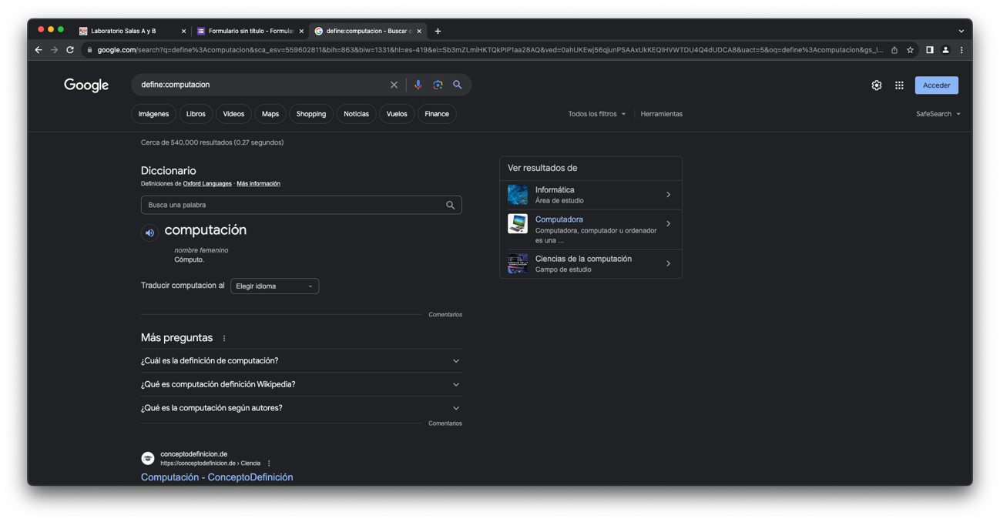 Laboratorio Salas A y B
Formulario sin título - Formular
define:computacion - Buscar c
google.com/search?q=define%3Acomputacion&sca_esv=559602811&bih=863&biw=1331&hl=es-419&ei=Sb3mZLmiHKTQkPIP1aa28AQ&ved=0ahUKEwj56qjunPSAAxUkKEQIHVWTDU4Q4dUDCA8&uact=5&oq=define%3Acomputacion&gs_l...
Google
define:computacion
Acceder
Imágenes
Libros
Videos
Maps
Shopping
Noticias
Vuelos
Finance
Todos los filtros
Herramientas
SafeSearch
Cerca de 540,000 resultados (0.27 segundos)
Diccionario
Definiciones de Oxford Languages · Más información
Busca una palabra
computación
nombre femenino
Cómputo.
Traducir computacion al
Elegir idioma
Comentarios
Más preguntas
¿Cuál es la definición de computación?
¿Qué es computación definición Wikipedia?
¿Qué es la computación según autores?
Comentarios
conceptodefinicion.de
https://conceptodefinicion.de › Ciencia
Computación - ConceptoDefinición
Ver resultados de
Informática
Área de estudio
Computadora
Computadora, computador u ordenador
es una ...
Ciencias de la computación
Campo de estudio